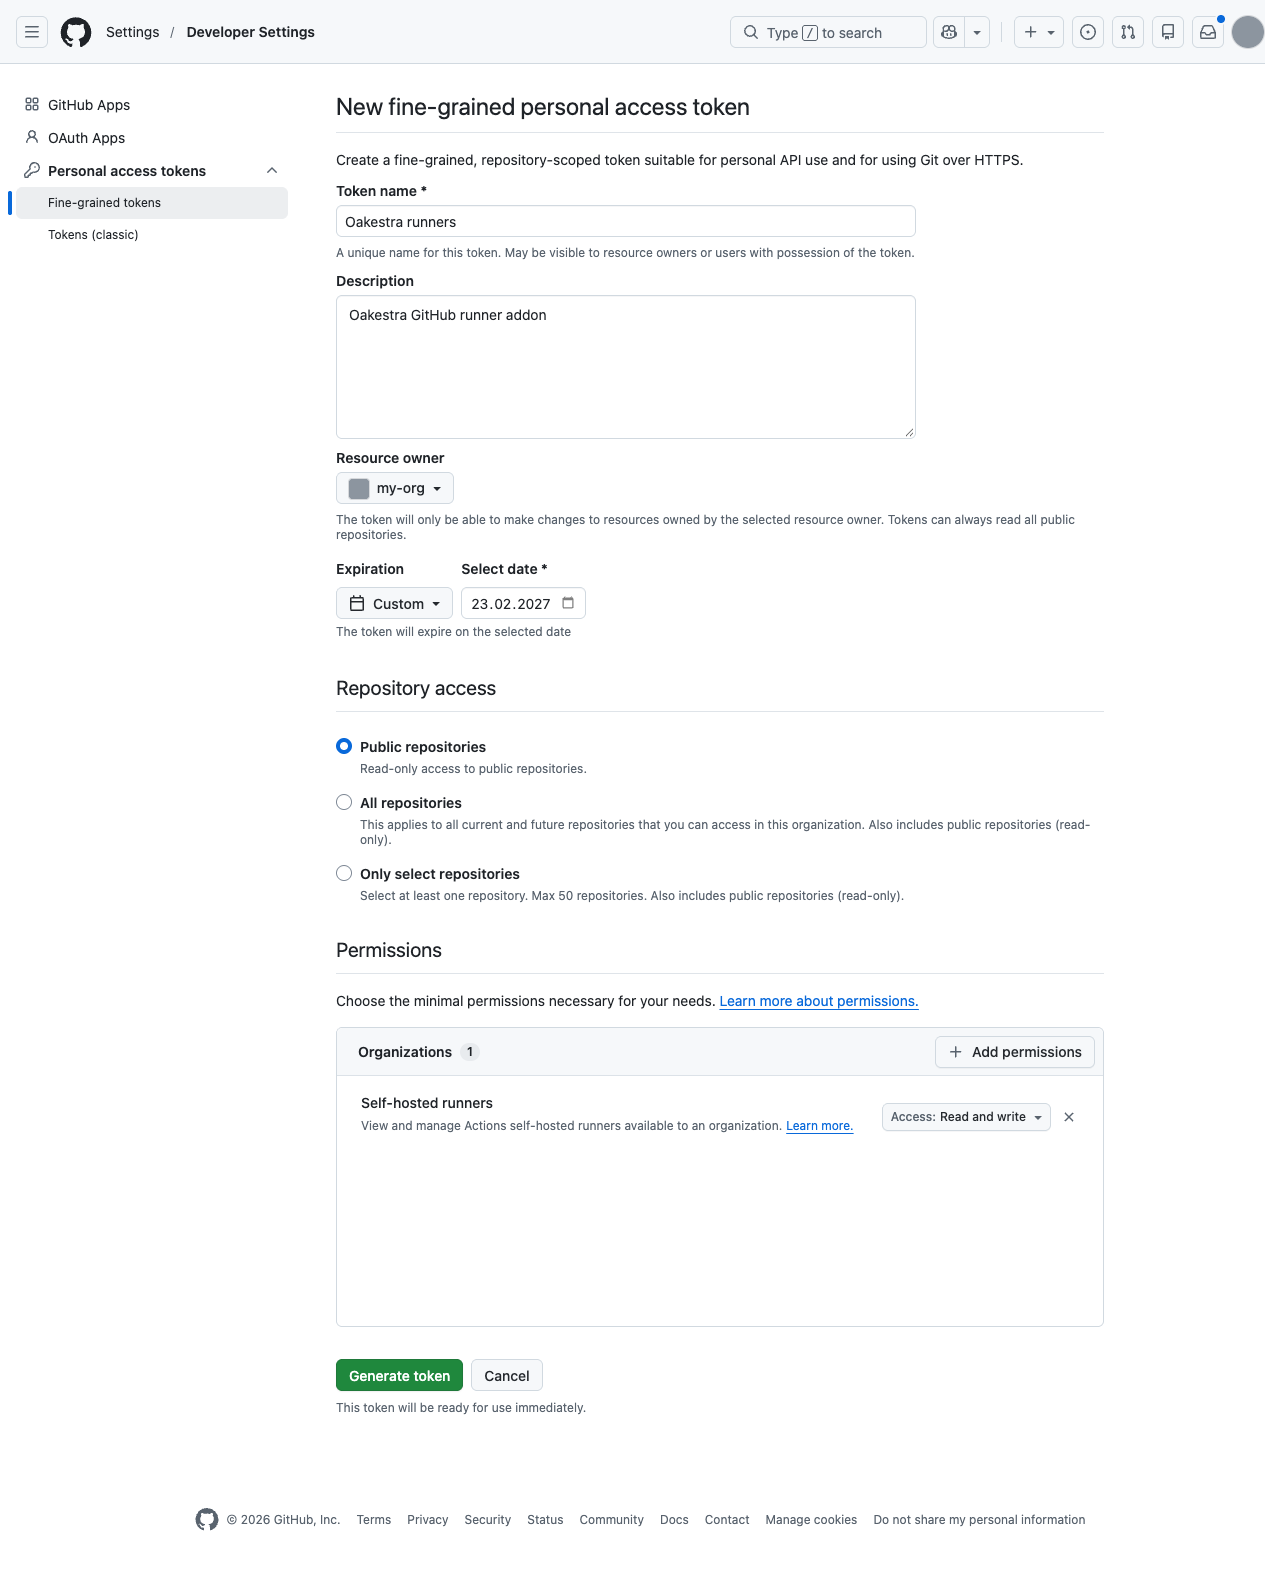 Settings / Developer Settings
Type / to search
GitHub Apps
OAuth Apps
Personal access tokens
Fine-grained tokens
Tokens (classic)
New fine-grained personal access token
Create a fine-grained, repository-scoped token suitable for personal API use and for using Git over HTTPS.
Token name *
Oakestra runners
A unique name for this token. May be visible to resource owners or users with possession of the token.
Description
Oakestra GitHub runner addon
Resource owner
my-org
The token will only be able to make changes to resources owned by the selected resource owner. Tokens can always read all public
repositories.
Expiration Select date *
Custom 23.02.2027
The token will expire on the selected date
Repository access
Public repositories
Read-only access to public repositories.
All repositories
This applies to all current and future repositories that you can access in this organization. Also includes public repositories (read-
only).
Only select repositories
Select at least one repository. Max 50 repositories. Also includes public repositories (read-only).
Permissions
Choose the minimal permissions necessary for your needs. Learn more about permissions.
Organizations 1 Add permissions
Self-hosted runners
View and manage Actions self-hosted runners available to an organization. Learn more.
Access: Read and write
Generate token Cancel
This token will be ready for use immediately.
© 2026 GitHub, Inc. Terms Privacy Security Status Community Docs Contact Manage cookies Do not share my personal information